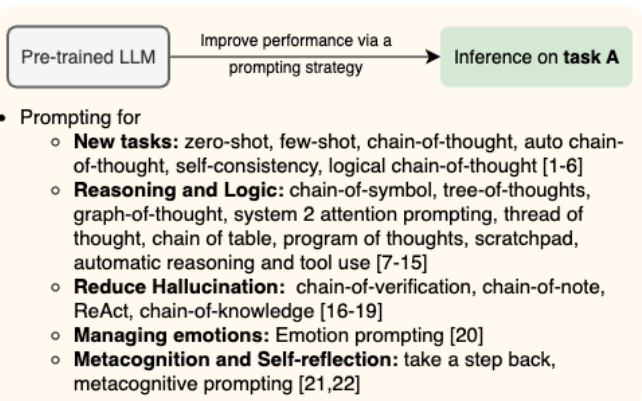 Pre-trained LLM
Improve performance via a
prompting strategy
Inference on task A
• Prompting for
○ New tasks: zero-shot, few-shot, chain-of-thought, auto chain-
of-thought, self-consistency, logical chain-of-thought [1-6]
○ Reasoning and Logic: chain-of-symbol, tree-of-thoughts,
graph-of-thought, system 2 attention prompting, thread of
thought, chain of table, program of thoughts, scratchpad,
automatic reasoning and tool use [7-15]
○ Reduce Hallucination: chain-of-verification, chain-of-note,
ReAct, chain-of-knowledge [16-19]
○ Managing emotions: Emotion prompting [20]
○ Metacognition and Self-reflection: take a step back,
metacognitive prompting [21,22]